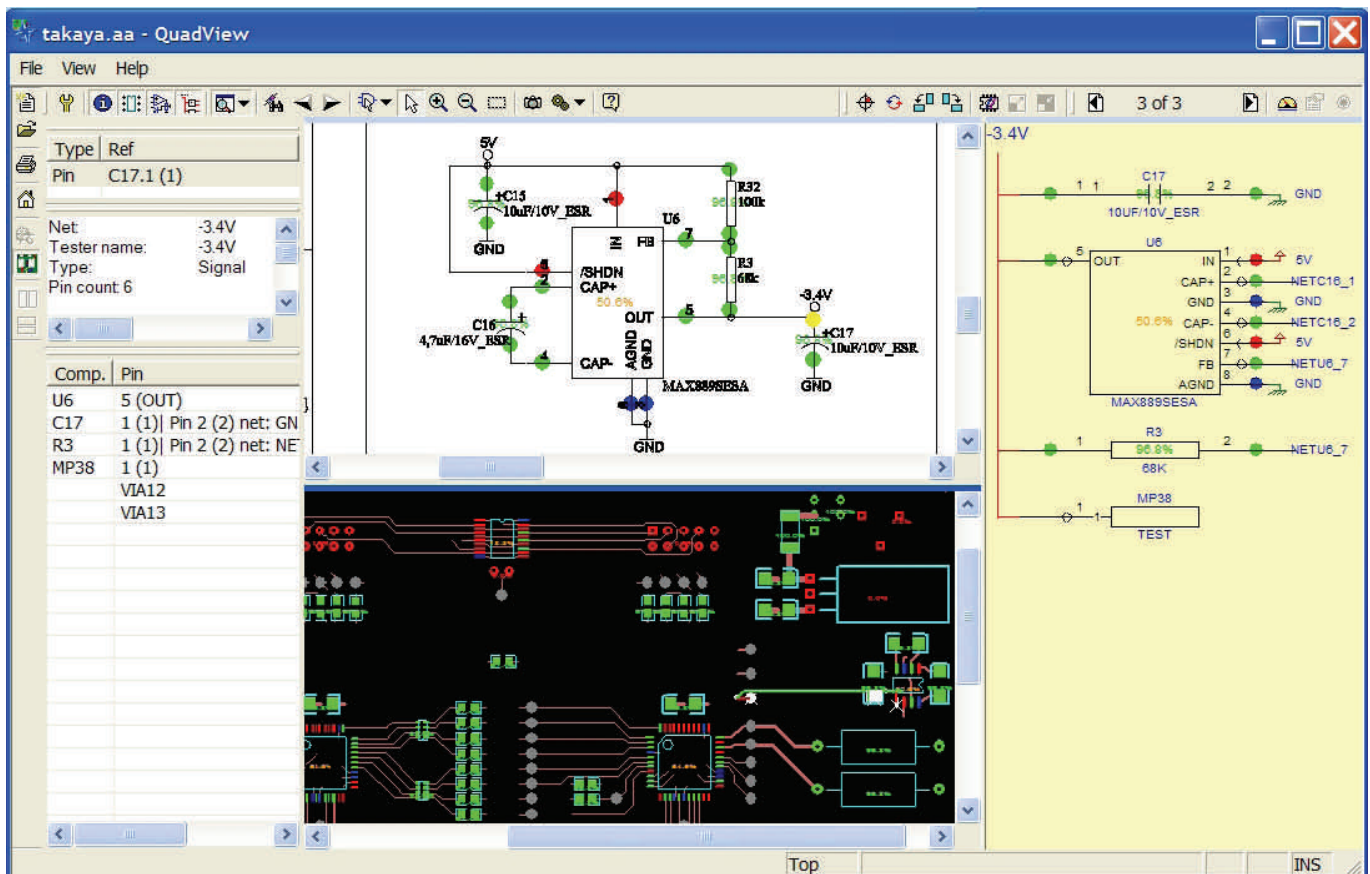 takaya.aa - QuadView
File View Help
3 of 3
Type Ref
Pin C17.1 (1)
Net: -3.4V
Tester name: -3.4V
Type: Signal
Pin count: 6
Comp. Pin
U6 5 (OUT)
C17 1 (1)| Pin 2 (2) net: GN
R3 1 (1)| Pin 2 (2) net: NE
MP38 1 (1)
VIA12
VIA13
5V
+C15
10uF/10V_ESR
GND
R32
100k
U6
IN
FB
7
/SHDN
CAP+
2
50.6%
R3
68k
OUT
5
-3.4V
C16
+
4,7uF/16V_ESR
CAP-
4
AGND
GND
+C17
10uF/10V_ESR
GND
MAX889SESA
GND
-3.4V
C17
1 1 2 2 GND
10UF/10V_ESR
U6
5 OUT IN 1 5V
CAP+ 2 NETC16_1
GND 3 GND
50.6% CAP- 4 NETC16_2
/SHDN 6 5V
FB 7 NETU6_7
AGND 8 GND
MAX889SESA
R3
1 96.8% 2 NETU6_7
68K
MP38
1 1
TEST
Top INS